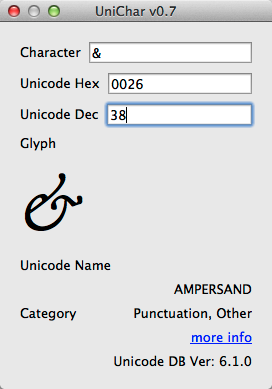 UniChar v0.7
Character &
Unicode Hex 0026
Unicode Dec 38
Glyph
&
Unicode Name
AMPERSAND
Category Punctuation, Other
more info
Unicode DB Ver: 6.1.0